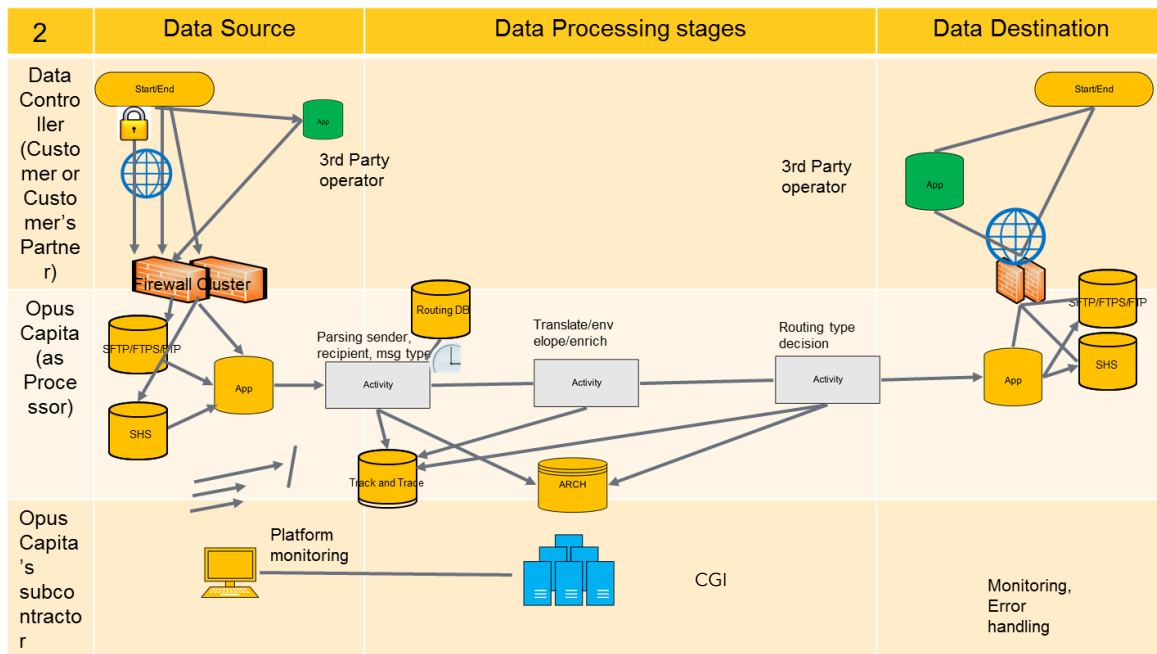 2
Data Source
Data Processing stages
Data Destination
Data
Contro
ller
(Custo
mer or
Custo
mer’s
Partne
r)
Start/End
App
3rd Party
operator
Firewall Cluster
3rd Party
operator
App
Start/End
Opus
Capita
(as
Proce
ssor)
SFTP/FTPS/FTP
SHS
App
Parsing sender,
recipient, msg type
Routing DB
Activity
Translate/env
elope/enrich
Activity
Routing type
decision
Activity
Track and Trace
ARCH
App
SFTP/FTPS/FTP
SHS
Opus
Capita
’s
subco
ntracto
r
Platform
monitoring
CGI
Monitoring,
Error
handling